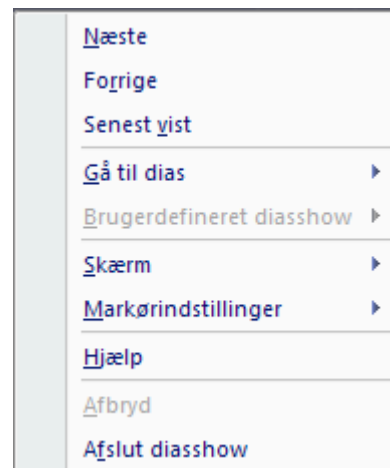 Næste
Forrige
Senest vist
Gå til dias
Brugerdefineret diasshow
Skærm
Markørindstillinger
Hjælp
Afbryd
Afslut diasshow